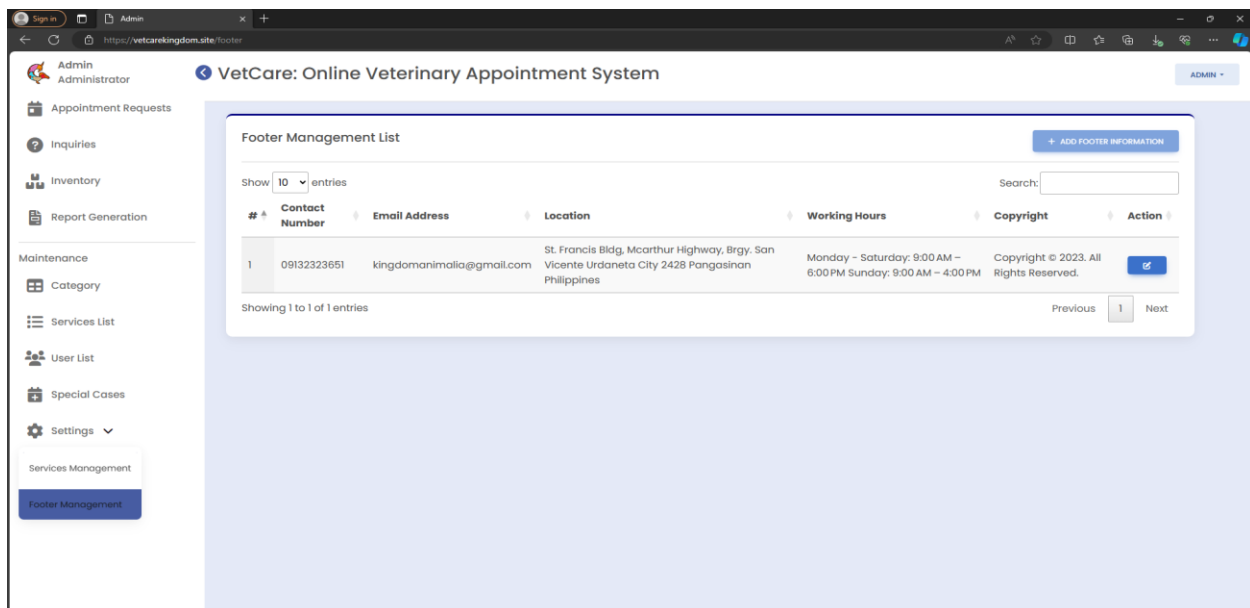 Sign in Admin
https://vetcarekingdom.site/footer
Admin
Administrator
VetCare: Online Veterinary Appointment System
ADMIN
Appointment Requests
Inquiries
Inventory
Report Generation
Maintenance
Category
Services List
User List
Special Cases
Settings
Services Management
Footer Management
Footer Management List
+ ADD FOOTER INFORMATION
Show 10 entries
Search:
# Contact Number Email Address Location Working Hours Copyright Action
1 09132323651 kingdomanimalia@gmail.com St. Francis Bldg, Mcarthur Highway, Brgy. San
Vicente Urdaneta City 2428 Pangasinan
Philippines
Monday - Saturday: 9:00 AM –
6:00 PM Sunday: 9:00 AM – 4:00 PM
Copyright © 2023. All
Rights Reserved.
Showing 1 to 1 of 1 entries
Previous 1 Next